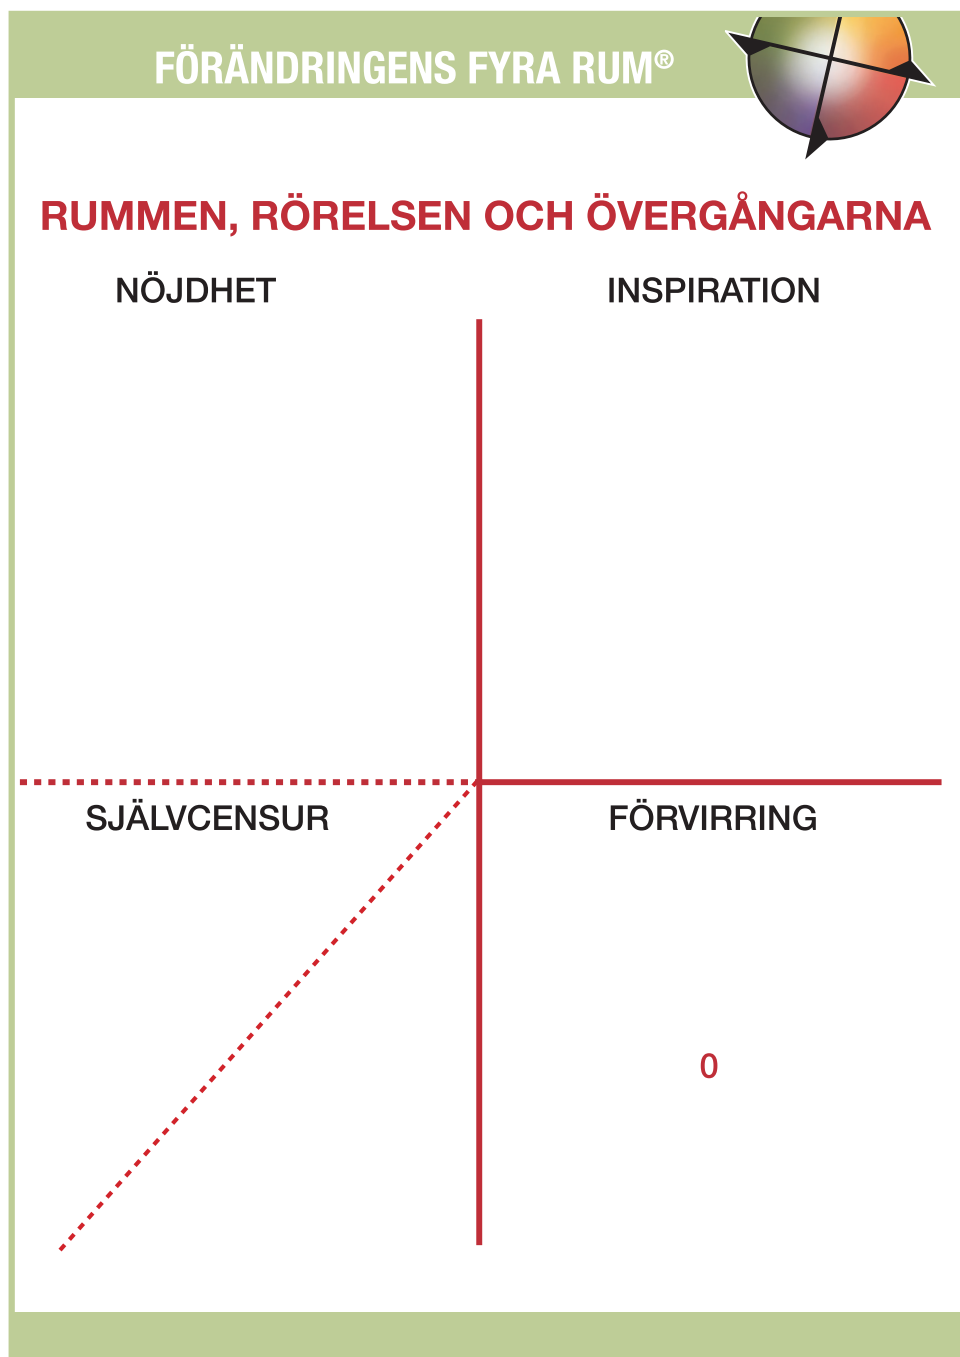 FÖRÄNDRINGENS FYRA RUM®
RUMMEN, RÖRELSEN OCH ÖVERGÅNGARNA
NÖJDHET
INSPIRATION
SJÄLVCENSUR
FÖRVIRRING
0